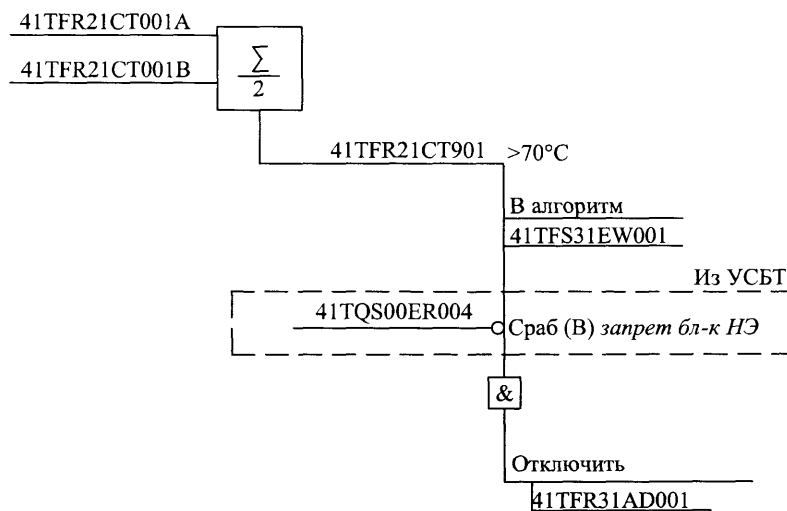 41TFR21CT001A
41TFR21CT001B
∑
2
41TFR21CT901 >70°C
В алгоритм
41TFS31EW001
Из УСБТ
41TQS00ER004
Сраб (В) запрет бл-к НЭ
&
Отключить
41TFR31AD001